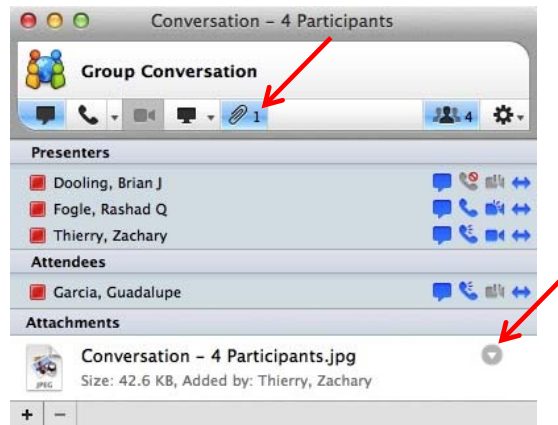 Conversation – 4 Participants
Group Conversation
1
4
Presenters
Dooling, Brian J
Fogle, Rashad Q
Thierry, Zachary
Attendees
Garcia, Guadalupe
Attachments
Conversation – 4 Participants.jpg
JPEG
Size: 42.6 KB, Added by: Thierry, Zachary
+ −